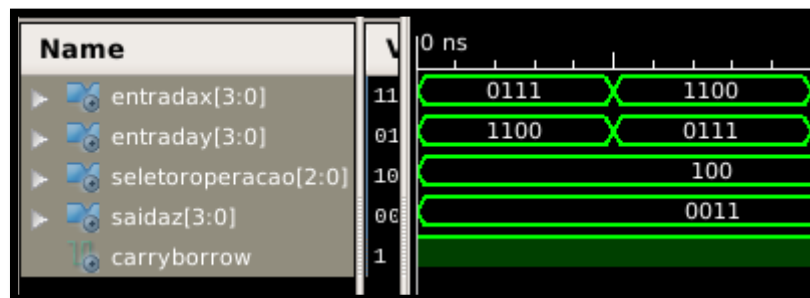 Name V 0 ns
entradax[3:0] 11 0111 1100
entraday[3:0] 01 1100 0111
seletoroperacao[2:0] 10 100
saidaz[3:0] 00 0011
carryborrow 1